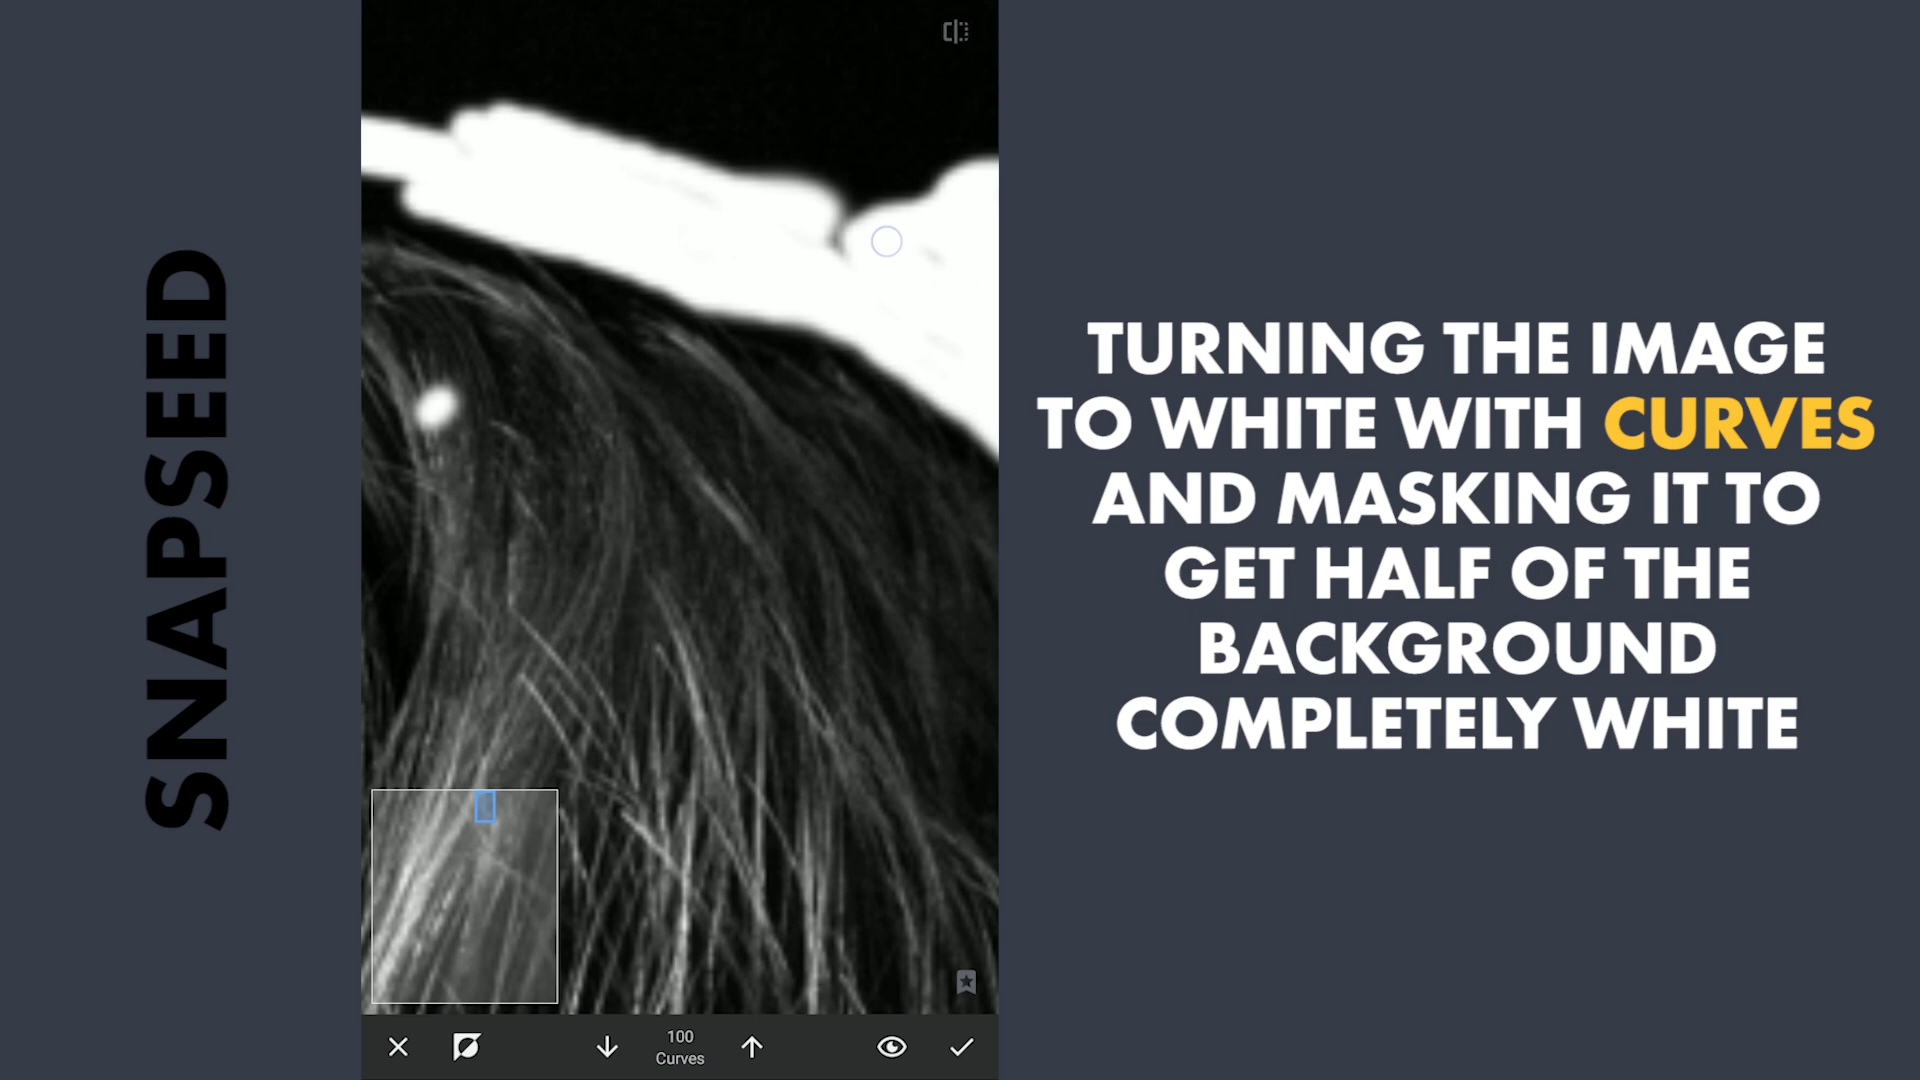 SNAPSEED
100
Curves
TURNING THE IMAGE
TO WHITE WITH CURVES
AND MASKING IT TO
GET HALF OF THE
BACKGROUND
COMPLETELY WHITE